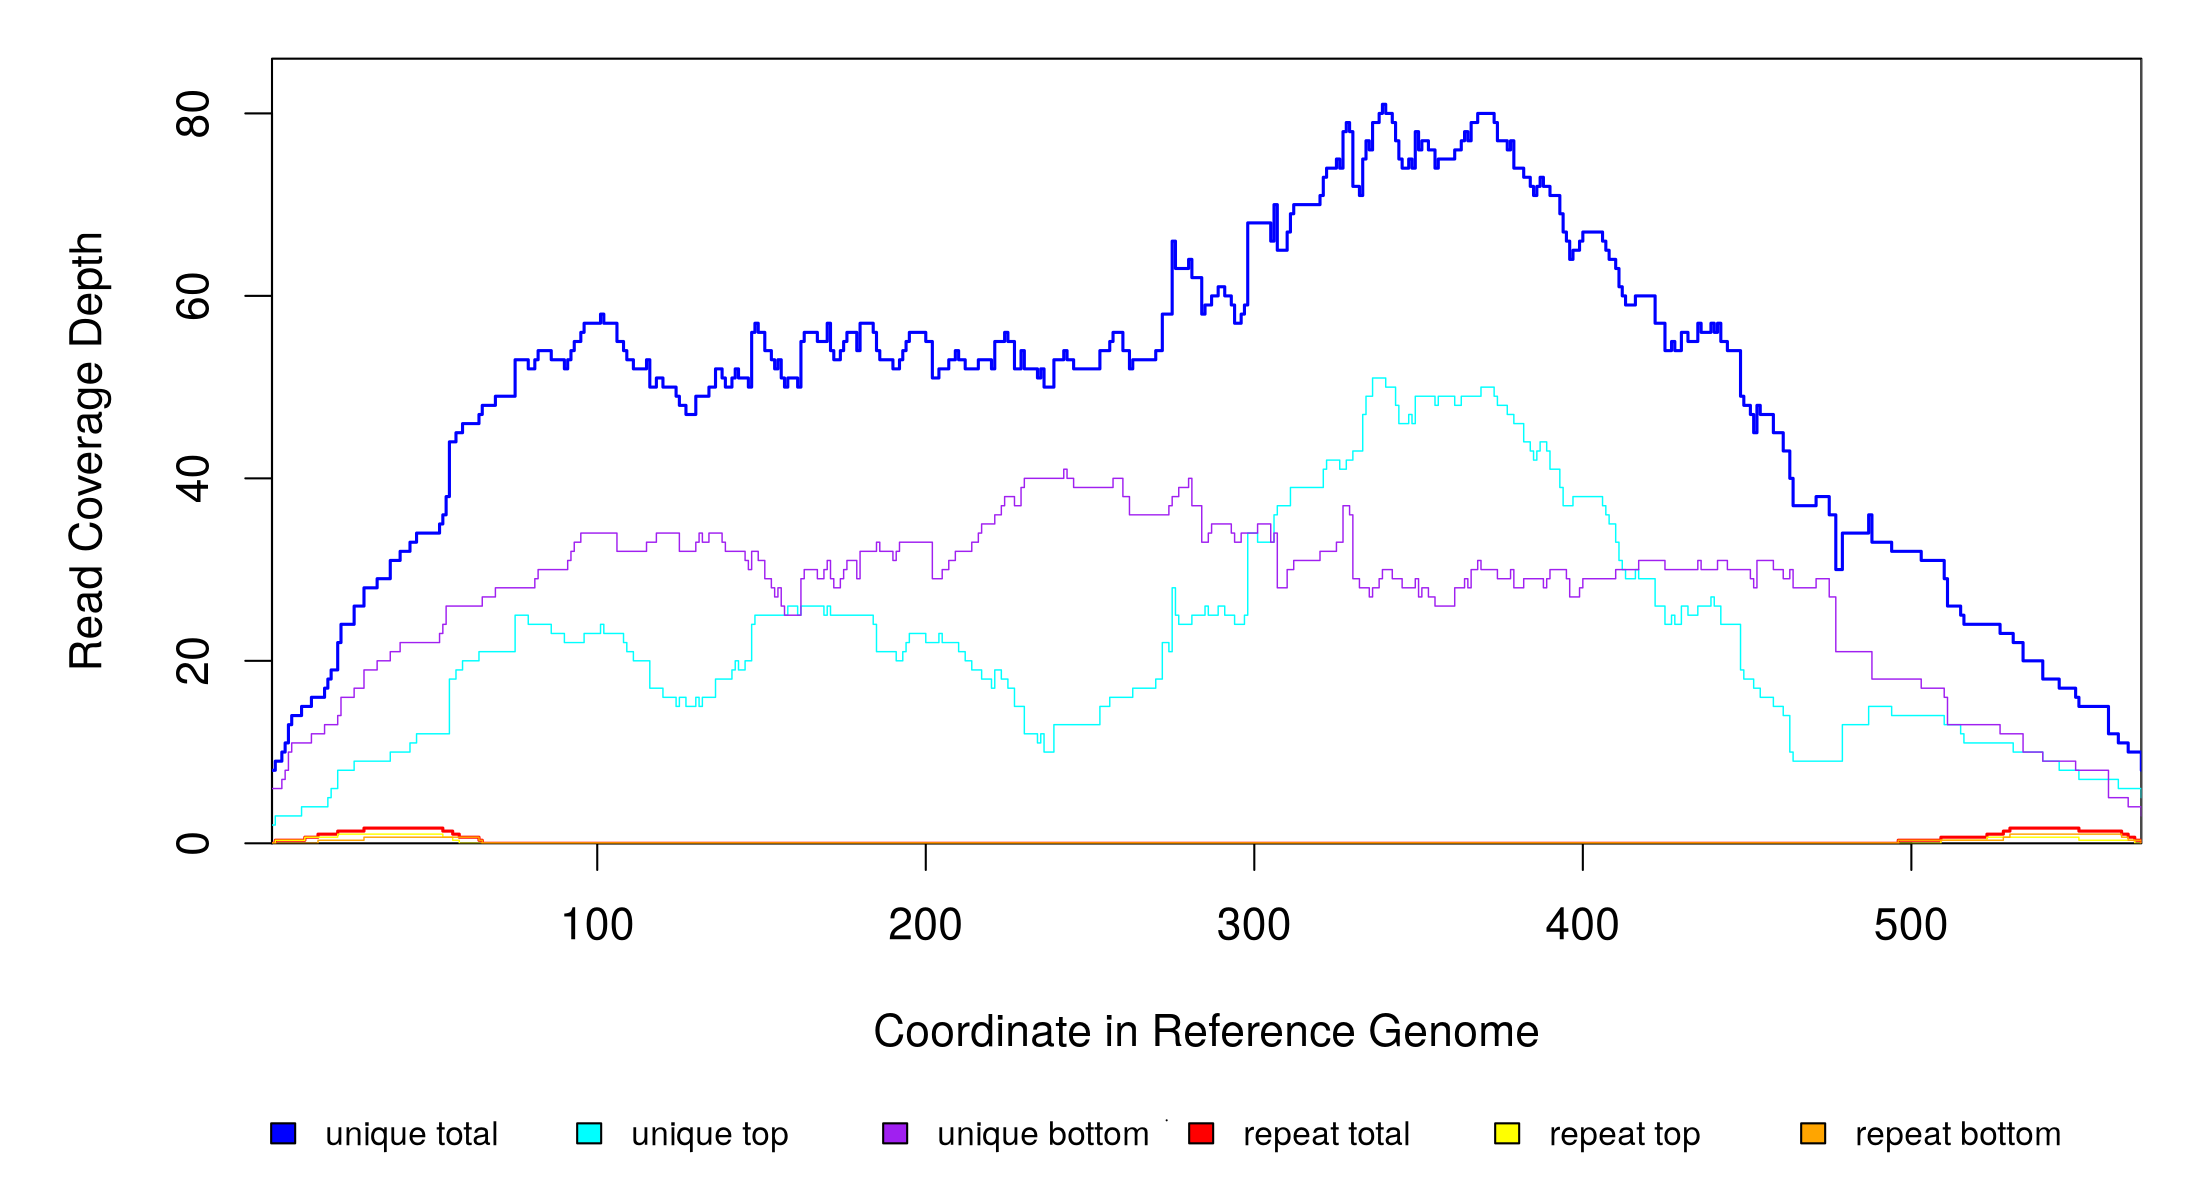 Read Coverage Depth
80
60
40
20
0
100 200 300 400 500
Coordinate in Reference Genome
unique total unique top unique bottom repeat total repeat top repeat bottom